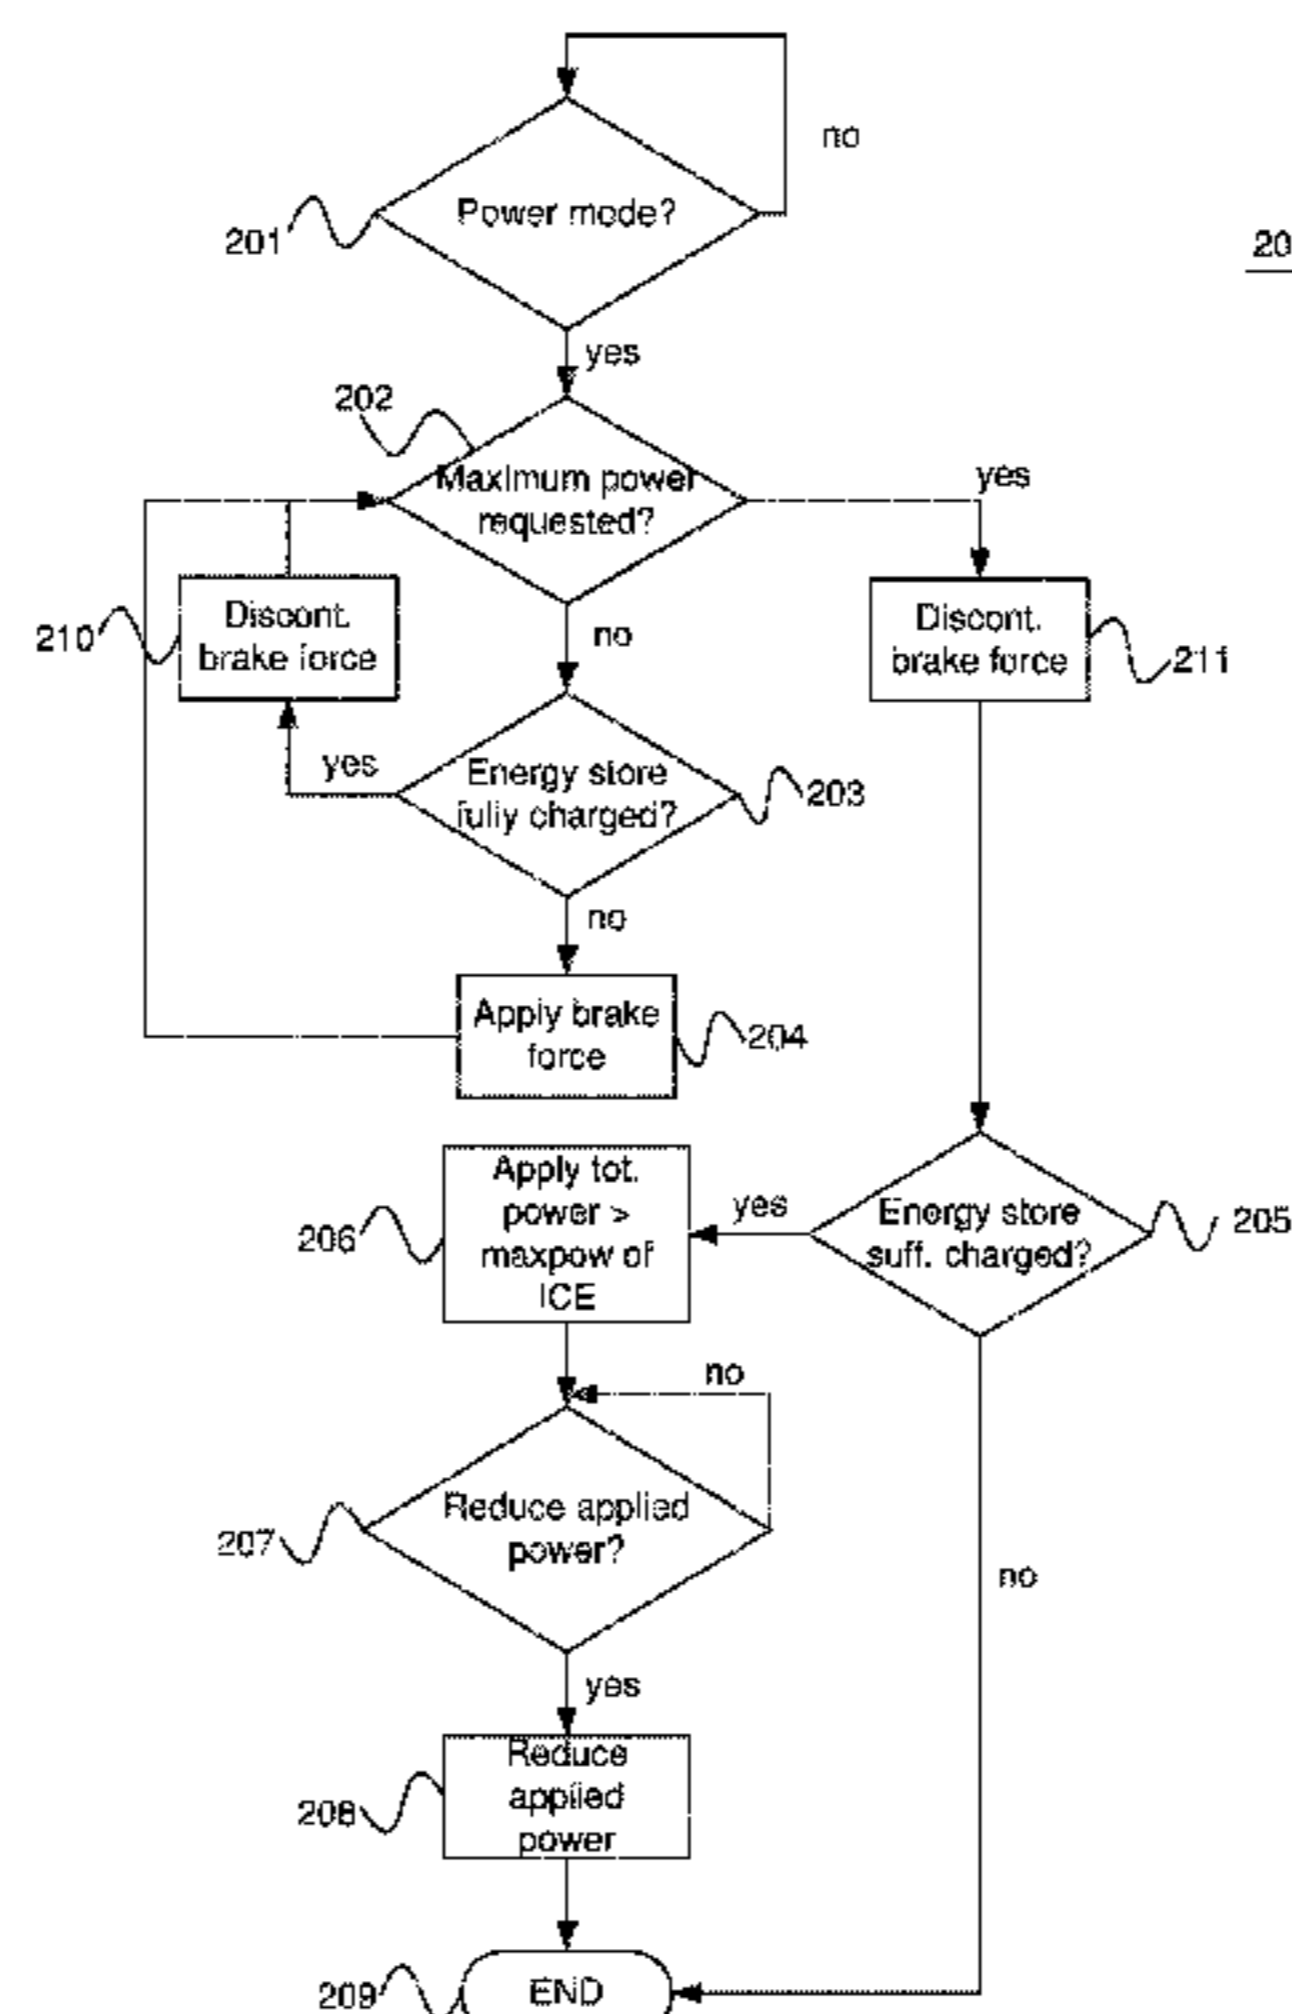 no
Power mode?
201
20
yes
202
Maximum power
requested?
yes
Discont.
brake force
210
no
Discont.
brake force
211
yes
Energy store
fully charged?
203
no
Apply brake
force
204
Apply tot.
power >
maxpow of
ICE
206
yes
Energy store
suff. charged?
205
no
Reduce applied
power?
207
no
yes
Reduce
applied
power
208
END
209